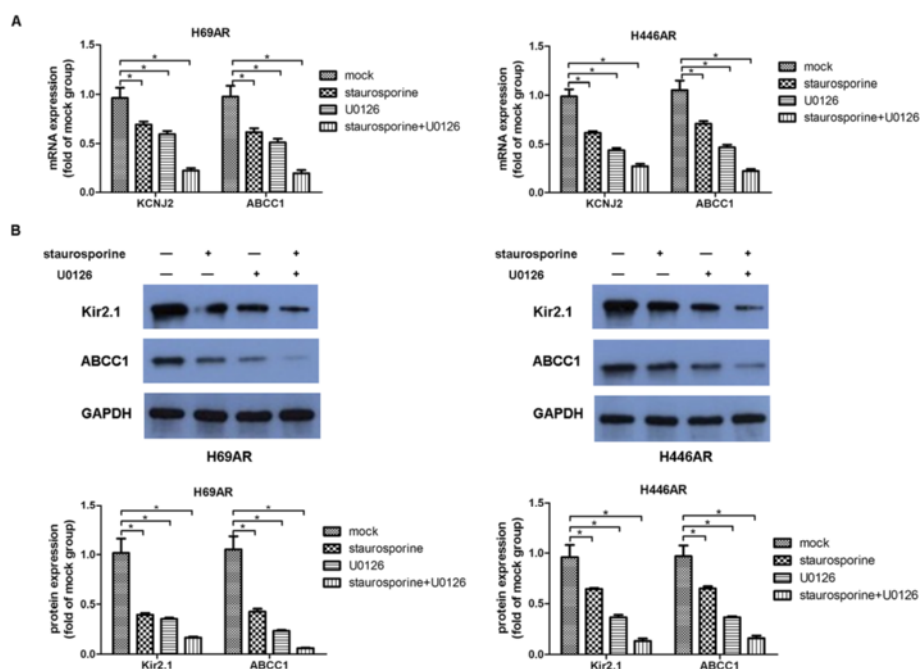 A
H69AR
mRNA expression
(fold of mock group)
1.5
1.0
0.5
0.0
* * *
* * *
KCNJ2 ABCC1
mock
staurosporine
U0126
staurosporine+U0126
H446AR
mRNA expression
(fold of mock group)
1.5
1.0
0.5
0.0
* * *
* * *
KCNJ2 ABCC1
mock
staurosporine
U0126
staurosporine+U0126
B
staurosporine — + — +
U0126 — — + +
Kir2.1
ABCC1
GAPDH
H69AR
staurosporine — + — +
U0126 — — + +
Kir2.1
ABCC1
GAPDH
H446AR
H69AR
protein expression
(fold of mock group)
1.5
1.0
0.5
0.0
* * *
* * *
Kir2.1 ABCC1
mock
staurosporine
U0126
staurosporine+U0126
H446AR
protein expression
(fold of mock group)
1.5
1.0
0.5
0.0
* * *
* * *
Kir2.1 ABCC1
mock
staurosporine
U0126
staurosporine+U0126